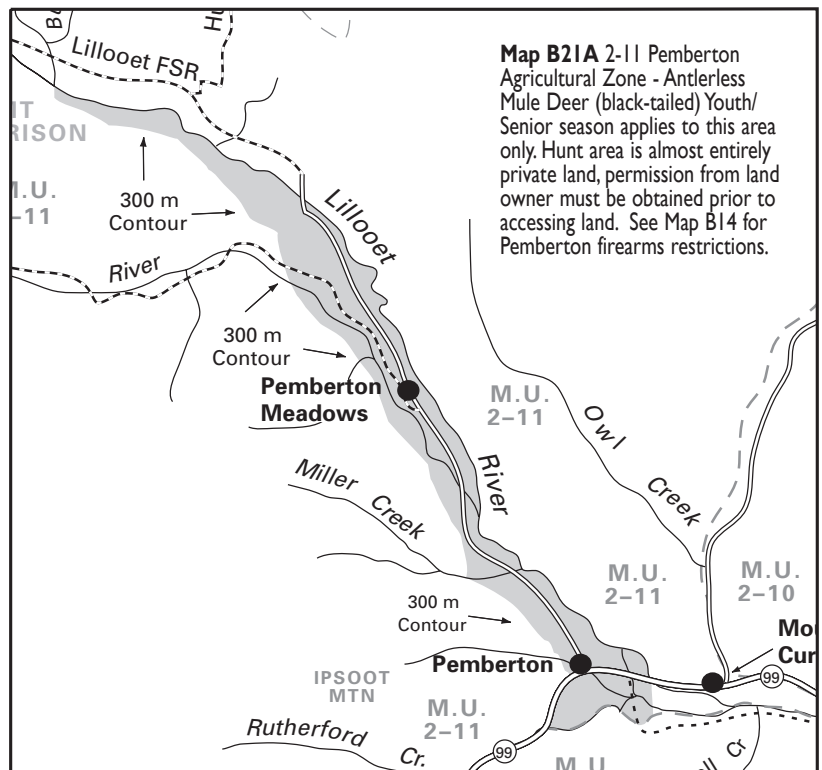 Lillooet FSR
Map B21A 2-11 Pemberton
Agricultural Zone - Antlerless
Mule Deer (black-tailed) Youth/
Senior season applies to this area
only. Hunt area is almost entirely
private land, permission from land
owner must be obtained prior to
accessing land. See Map B14 for
Pemberton firearms restrictions.
300 m
Contour
Lillooet
River
300 m
Contour
Pemberton
Meadows
M.U.
2–11
Owl
Creek
River
Miller
Creek
M.U.
2–11
M.U.
2–10
300 m
Contour
Pemberton
99
IPSOOT
MTN
M.U.
2–11
Rutherford
Cr.
99
M.U.
Cr